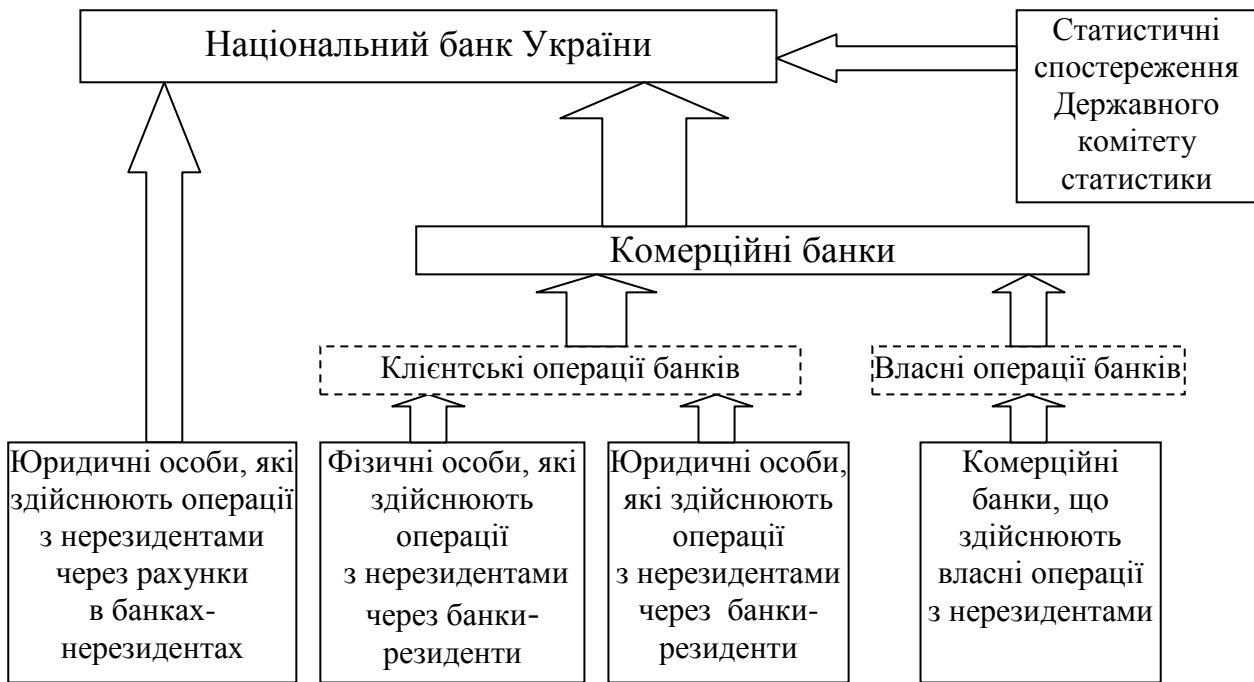 Національний банк України
Статистичні
спостереження
Державного
комітету
статистики
Комерційні банки
Клієнтські операції банків
Власні операції банків
Юридичні особи, які
здійснюють операції
з нерезидентами
через рахунки
в банках-
нерезидентах
Фізичні особи, які
здійснюють
операції
з нерезидентами
через банки-
резиденти
Юридичні особи,
які здійснюють
операції
з нерезидентами
через банки-
резиденти
Комерційні
банки, що
здійснюють
власні операції
з нерезидентами